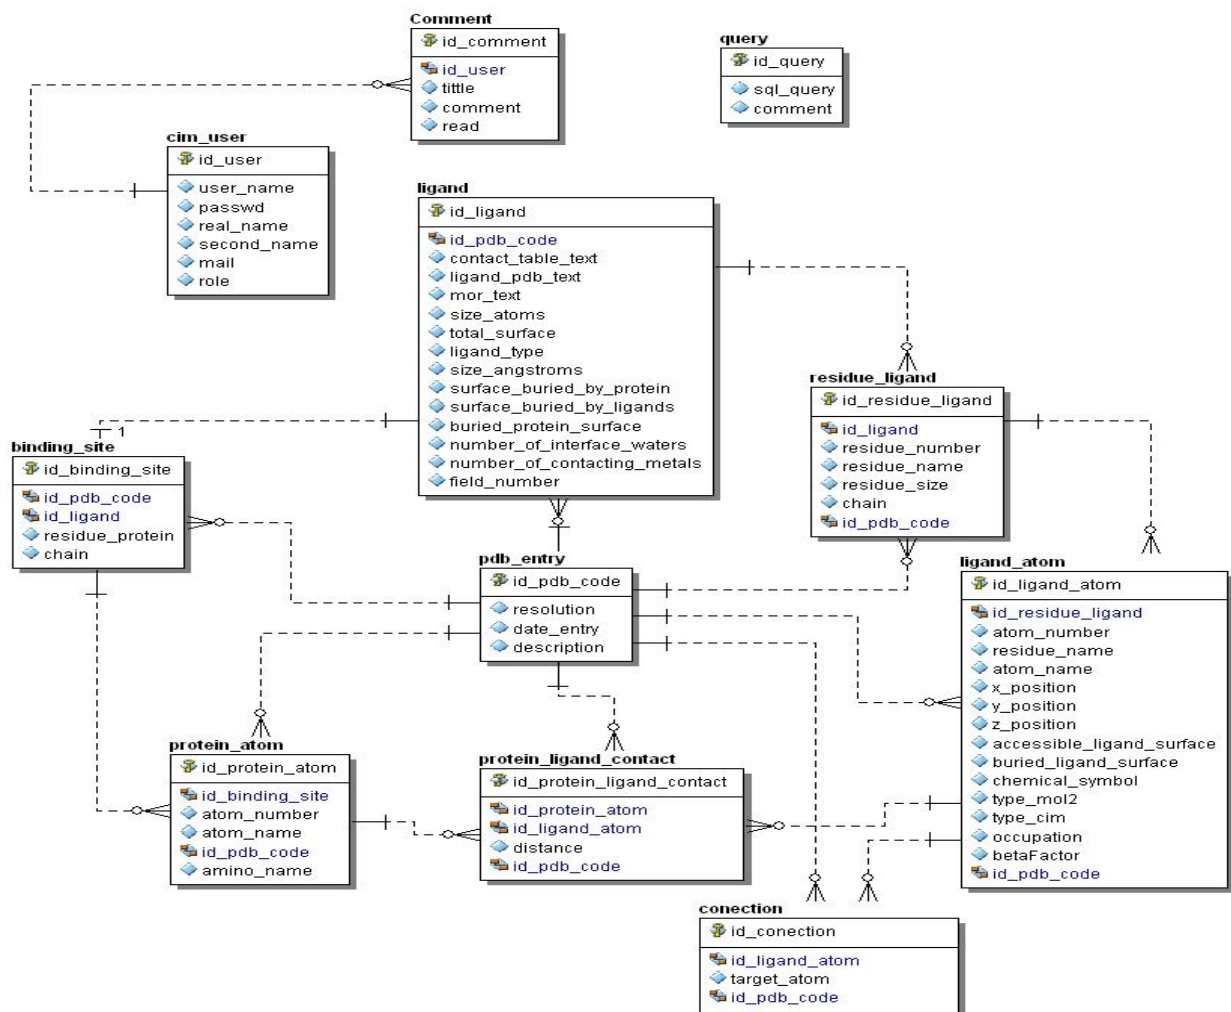 Comment
id_comment
id_user
tittle
comment
read
query
id_query
sql_query
comment
cim_user
id_user
user_name
passwd
real_name
second_name
mail
role
ligand
id_ligand
id_pdb_code
contact_table_text
ligand_pdb_text
mor_text
size_atoms
total_surface
ligand_type
size_angstroms
surface_buried_by_protein
surface_buried_by_ligands
buried_protein_surface
number_of_interface_waters
number_of_contacting_metals
field_number
residue_ligand
id_residue_ligand
id_ligand
residue_number
residue_name
residue_size
chain
id_pdb_code
1
binding_site
id_binding_site
id_pdb_code
id_ligand
residue_protein
chain
pdb_entry
id_pdb_code
resolution
date_entry
description
ligand_atom
id_ligand_atom
id_residue_ligand
atom_number
residue_name
atom_name
x_position
y_position
z_position
accessible_ligand_surface
buried_ligand_surface
chemical_symbol
type_mol2
type_cim
occupation
betaFactor
id_pdb_code
protein_atom
id_protein_atom
id_binding_site
atom_number
atom_name
id_pdb_code
amino_name
protein_ligand_contact
id_protein_ligand_contact
id_protein_atom
id_ligand_atom
distance
id_pdb_code
conection
id_conection
id_ligand_atom
target_atom
id_pdb_code